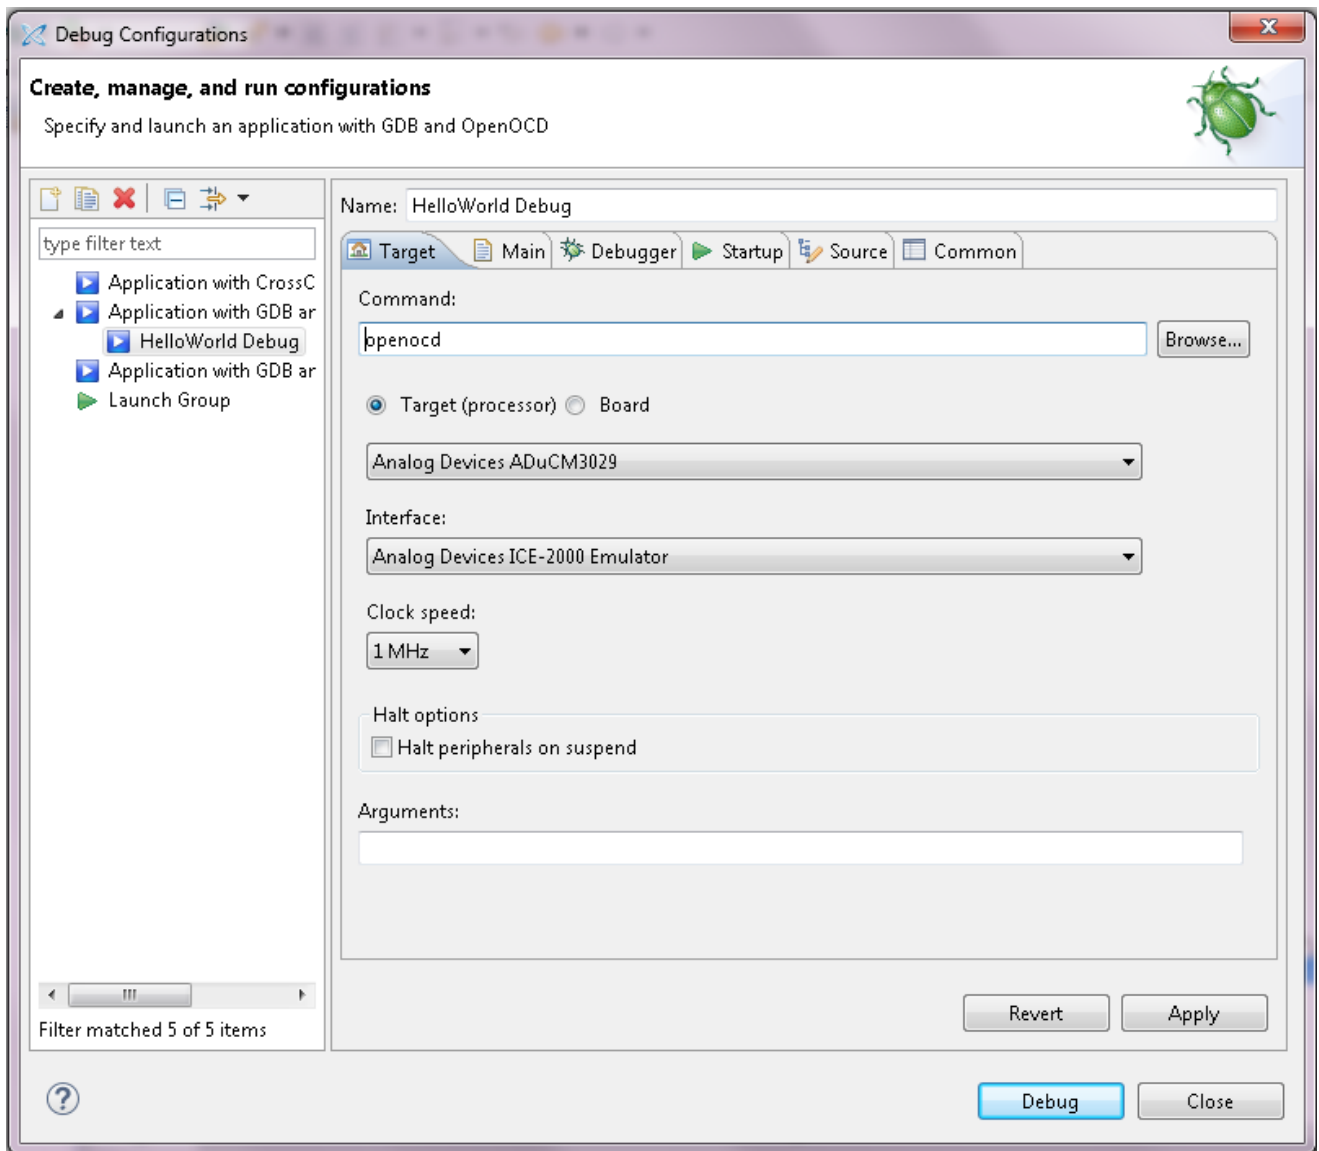 Debug Configurations
X
Create, manage, and run configurations
Specify and launch an application with GDB and OpenOCD
type filter text
Application with CrossC
Application with GDB ar
HelloWorld Debug
Application with GDB ar
Launch Group
Filter matched 5 of 5 items
Name: HelloWorld Debug
Target Main Debugger Startup Source Common
Command:
openocd Browse...
Target (processor) Board
Analog Devices ADuCM3029
Interface:
Analog Devices ICE-2000 Emulator
Clock speed:
1 MHz
Halt options
Halt peripherals on suspend
Arguments:
Revert Apply
? Debug Close